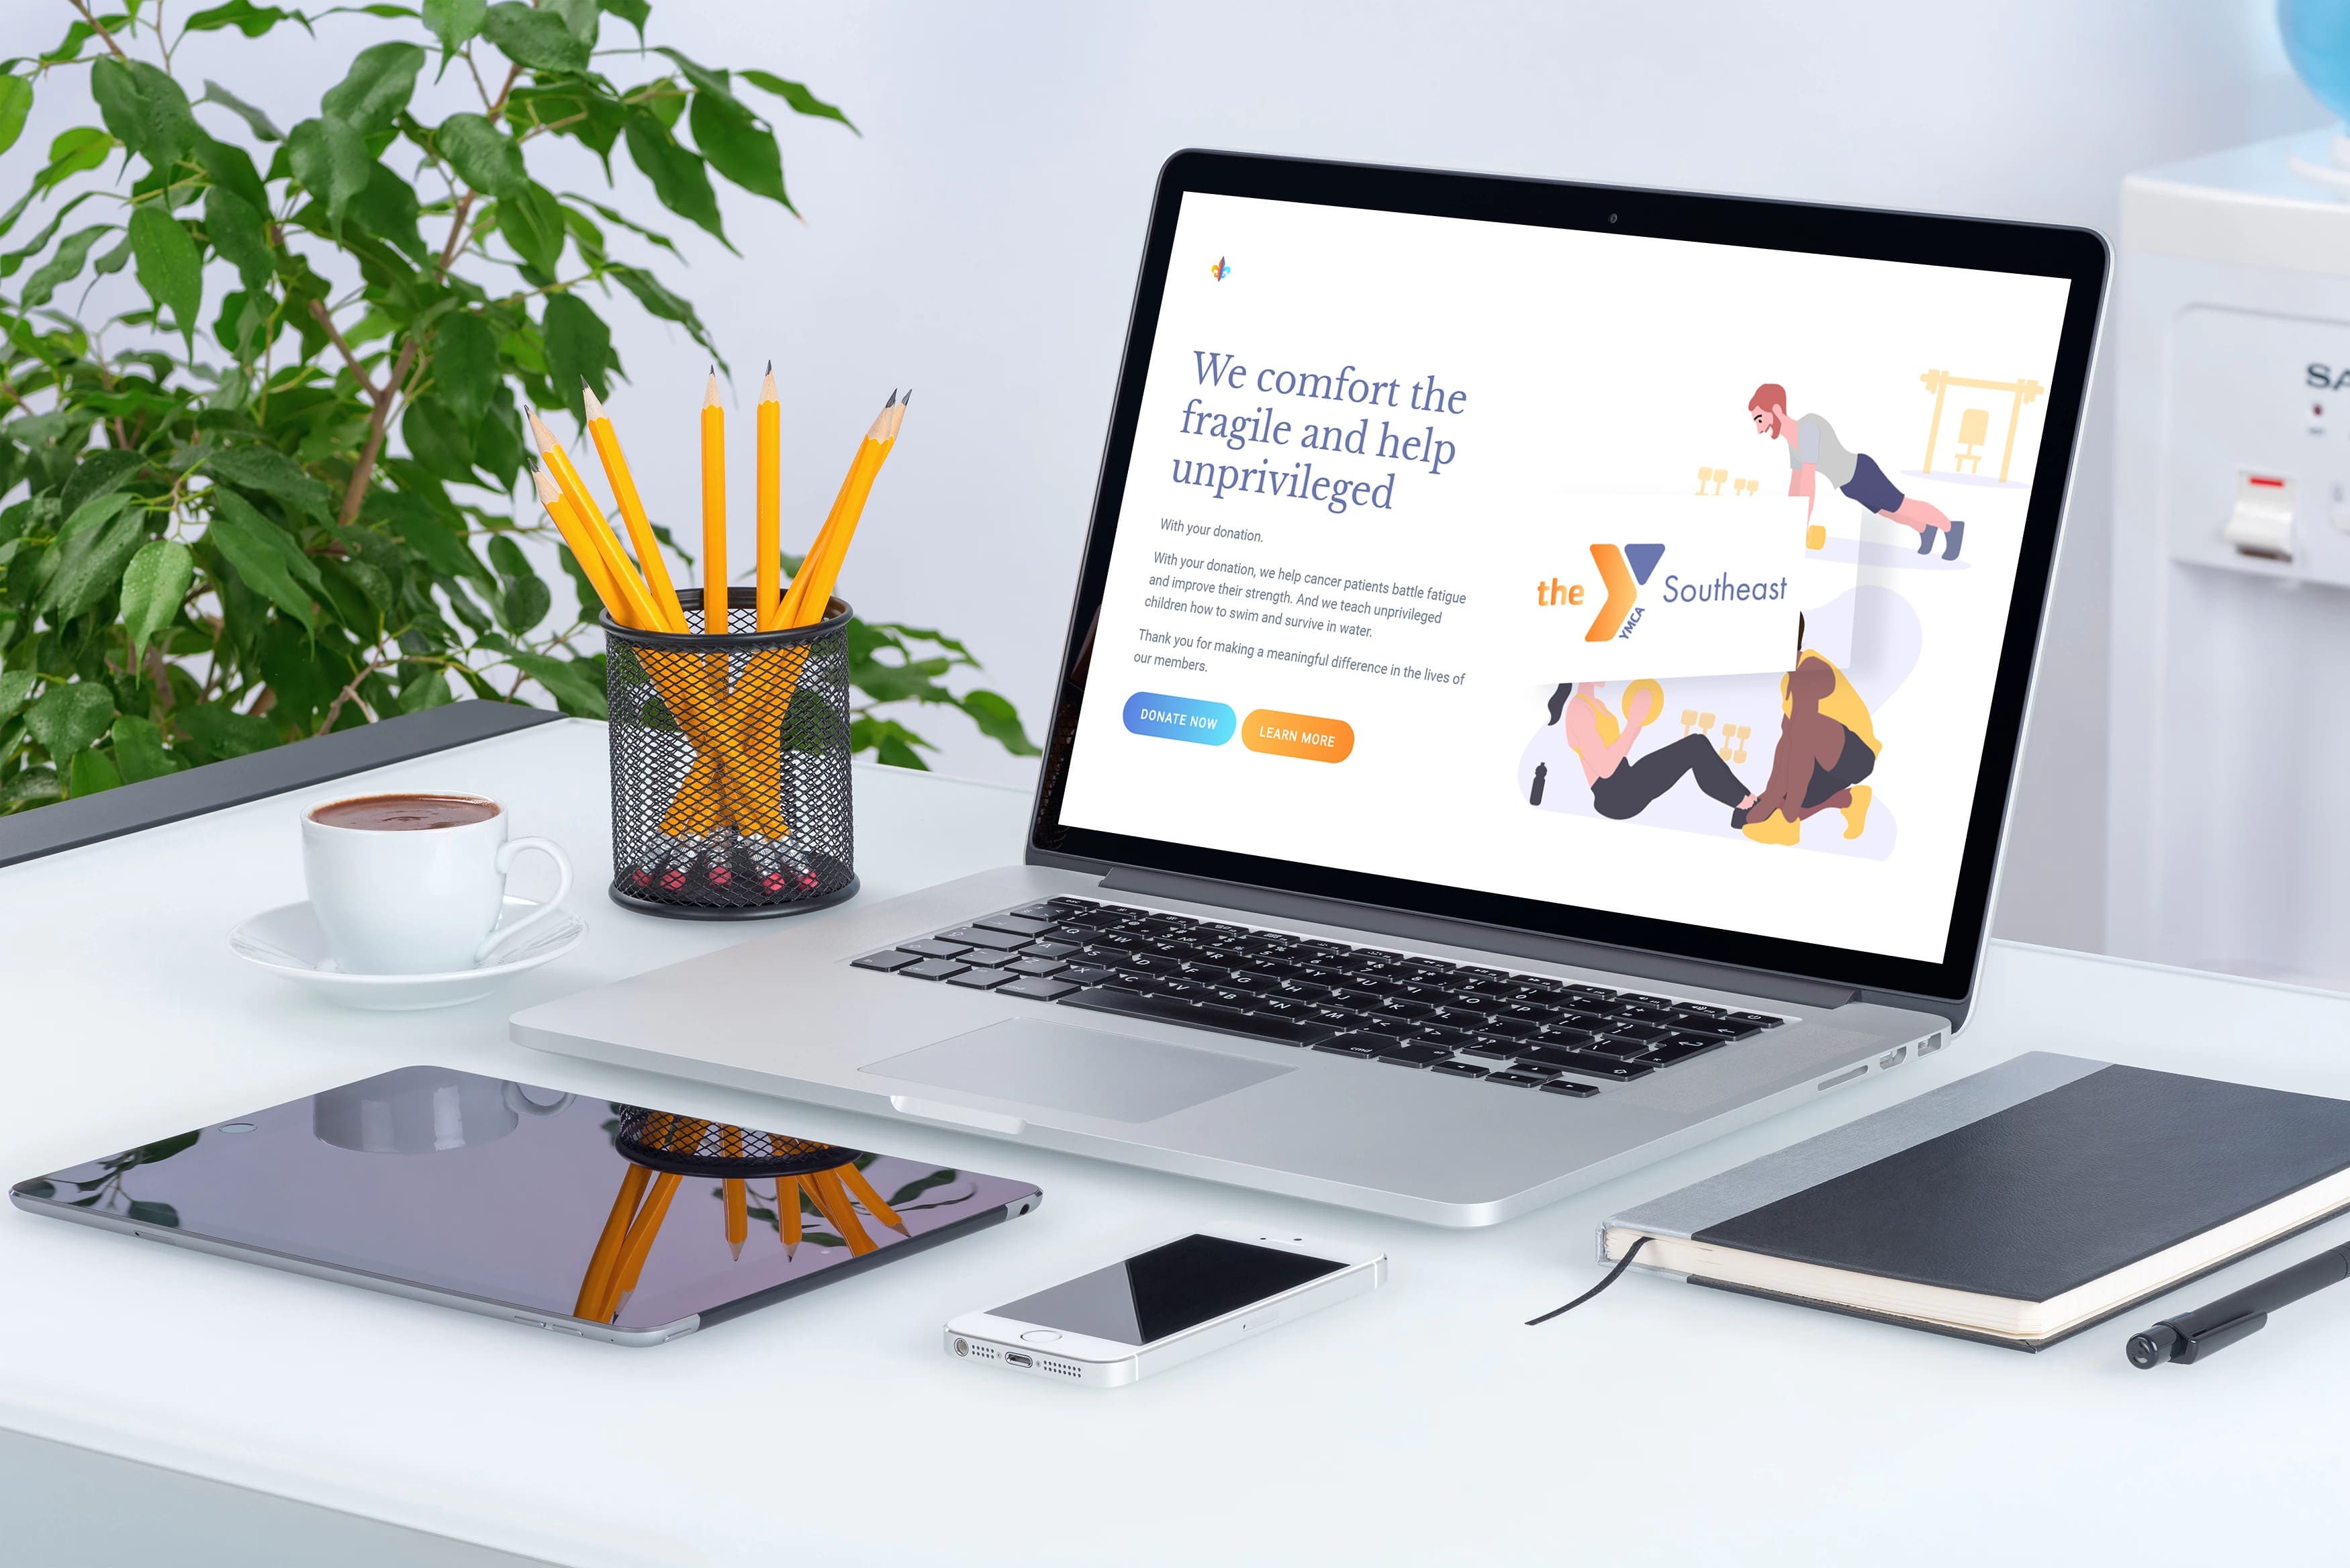 We comfort the
fragile and help
unprivileged
With your donation.
With your donation, we help cancer patients battle fatigue
and improve their strength. And we teach unprivileged
children how to swim and survive in water.
Thank you for making a meaningful difference in the lives of
our members.
DONATE NOW
LEARN MORE
the
YMCA
Southeast
SA